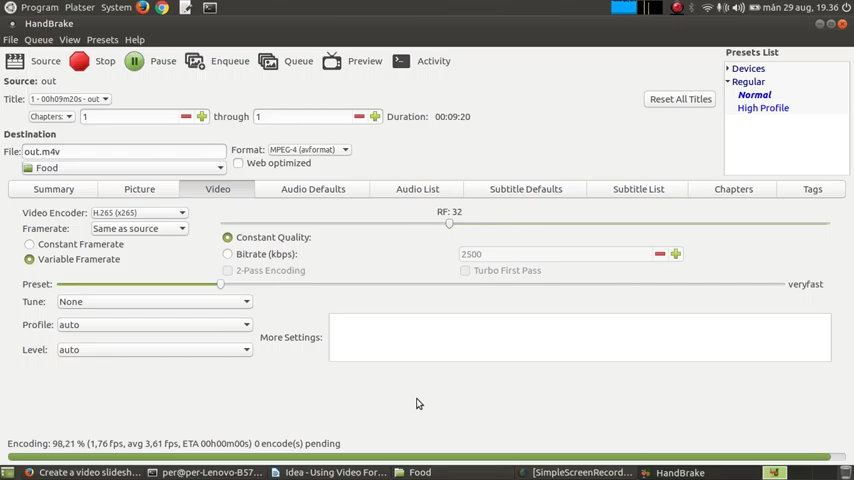 Program Platser System mån 29 aug, 19.36
HandBrake
File Queue View Presets Help
Source Stop Pause Enqueue Queue Preview Activity
Presets List
Devices
Regular
Normal
High Profile
Source: out
Title: 1 - 00h09m20s - out Reset All Titles
Chapters: 1 through 1 Duration: 00:09:20
Destination
File: out.m4v Format: MPEG-4 (avformat)
Food Web optimized
Summary Picture Video Audio Defaults Audio List Subtitle Defaults Subtitle List Chapters Tags
Video Encoder: H.265 (x265) RF: 32
Framerate: Same as source
Constant Framerate Constant Quality:
Variable Framerate Bitrate (kbps): 2500
2-Pass Encoding Turbo First Pass
Preset: veryfast
Tune: None
Profile: auto More Settings:
Level: auto
Encoding: 98,21 % (1,76 fps, avg 3,61 fps, ETA 00h00m00s) 0 encode(s) pending
Create a video slidesh... per@per-Lenovo-B57... Idea - Using Video For... Food [SimpleScreenRecord... HandBrake